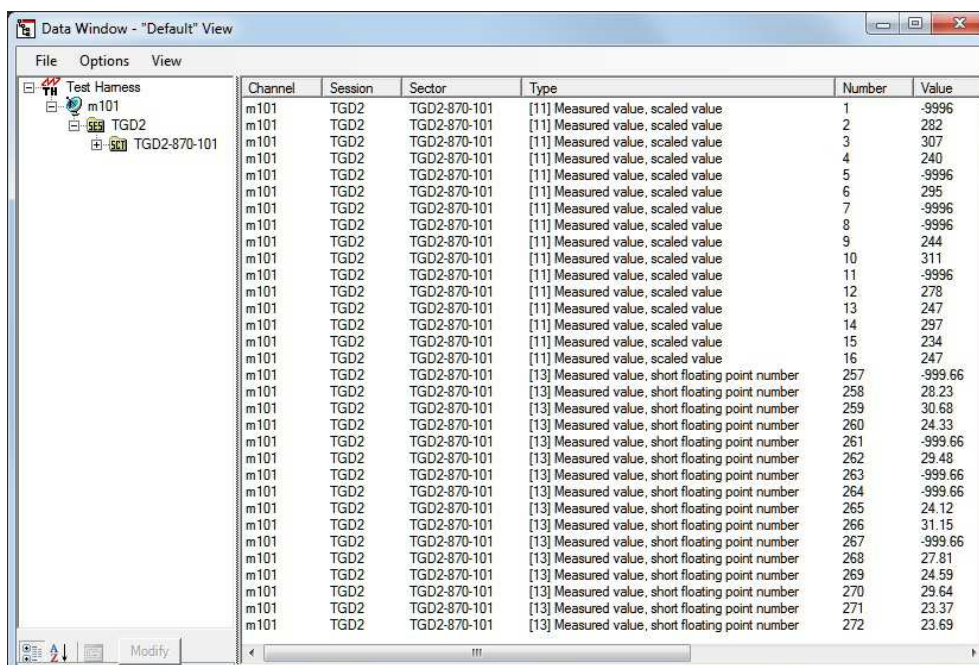 Data Window - "Default" View
File Options View
Test Harness
m101
SES TGD2
SCT TGD2-870-101
Channel Session Sector Type Number Value
m101 TGD2 TGD2-870-101 [11] Measured value, scaled value 1 -9996
m101 TGD2 TGD2-870-101 [11] Measured value, scaled value 2 282
m101 TGD2 TGD2-870-101 [11] Measured value, scaled value 3 307
m101 TGD2 TGD2-870-101 [11] Measured value, scaled value 4 240
m101 TGD2 TGD2-870-101 [11] Measured value, scaled value 5 -9996
m101 TGD2 TGD2-870-101 [11] Measured value, scaled value 6 295
m101 TGD2 TGD2-870-101 [11] Measured value, scaled value 7 -9996
m101 TGD2 TGD2-870-101 [11] Measured value, scaled value 8 -9996
m101 TGD2 TGD2-870-101 [11] Measured value, scaled value 9 244
m101 TGD2 TGD2-870-101 [11] Measured value, scaled value 10 311
m101 TGD2 TGD2-870-101 [11] Measured value, scaled value 11 -9996
m101 TGD2 TGD2-870-101 [11] Measured value, scaled value 12 278
m101 TGD2 TGD2-870-101 [11] Measured value, scaled value 13 247
m101 TGD2 TGD2-870-101 [11] Measured value, scaled value 14 297
m101 TGD2 TGD2-870-101 [11] Measured value, scaled value 15 234
m101 TGD2 TGD2-870-101 [11] Measured value, scaled value 16 247
m101 TGD2 TGD2-870-101 [13] Measured value, short floating point number 257 -999.66
m101 TGD2 TGD2-870-101 [13] Measured value, short floating point number 258 28.23
m101 TGD2 TGD2-870-101 [13] Measured value, short floating point number 259 30.68
m101 TGD2 TGD2-870-101 [13] Measured value, short floating point number 260 24.33
m101 TGD2 TGD2-870-101 [13] Measured value, short floating point number 261 -999.66
m101 TGD2 TGD2-870-101 [13] Measured value, short floating point number 262 29.48
m101 TGD2 TGD2-870-101 [13] Measured value, short floating point number 263 -999.66
m101 TGD2 TGD2-870-101 [13] Measured value, short floating point number 264 -999.66
m101 TGD2 TGD2-870-101 [13] Measured value, short floating point number 265 24.12
m101 TGD2 TGD2-870-101 [13] Measured value, short floating point number 266 31.15
m101 TGD2 TGD2-870-101 [13] Measured value, short floating point number 267 -999.66
m101 TGD2 TGD2-870-101 [13] Measured value, short floating point number 268 27.81
m101 TGD2 TGD2-870-101 [13] Measured value, short floating point number 269 24.59
m101 TGD2 TGD2-870-101 [13] Measured value, short floating point number 270 29.64
m101 TGD2 TGD2-870-101 [13] Measured value, short floating point number 271 23.37
m101 TGD2 TGD2-870-101 [13] Measured value, short floating point number 272 23.69
Modify